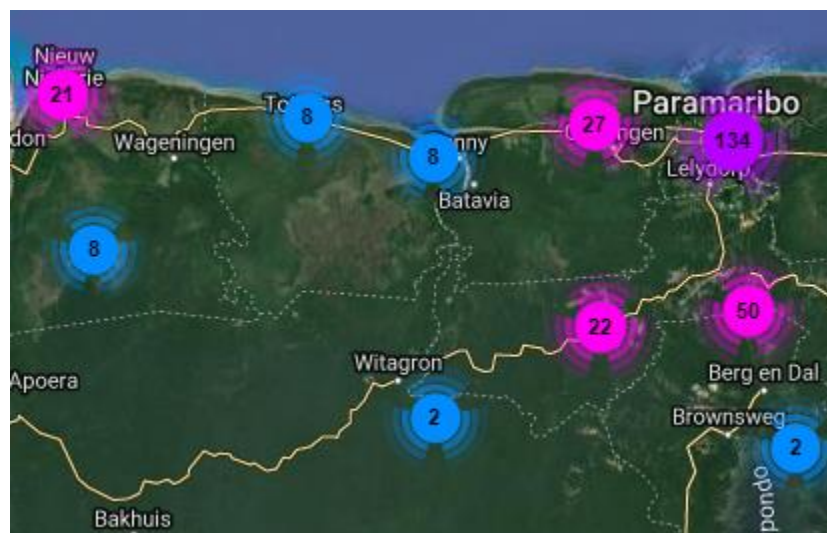 Nieuw
21
8
27
Paramaribo
Wageningen
8
134
Batavia
8
22
50
Witagron
Apoera
Berg en Dal
2
Brownsweg
2
Bakhuis